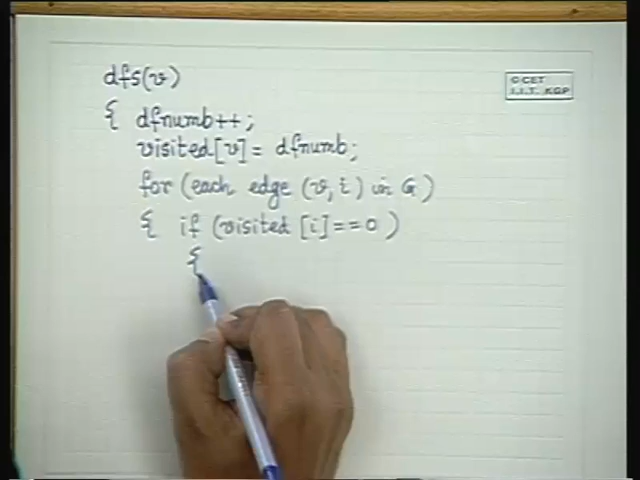 dfs(v)
© CET
I.I.T. KGP
{ dfnumb++;
visited[v] = dfnumb;
for (each edge (v, i) in G)
{ if (visited [i]==0 )
{